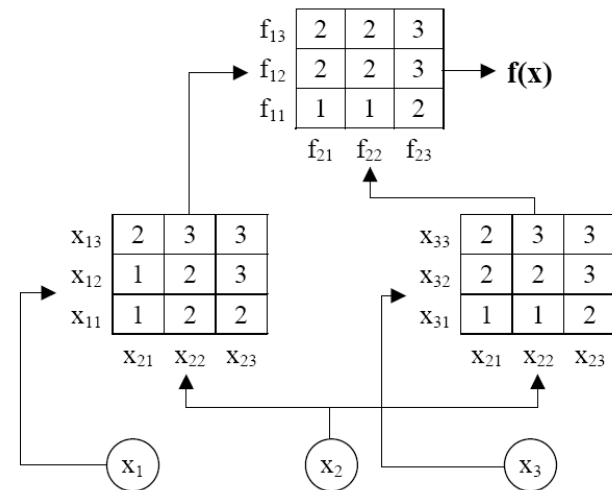 f13 2 2 3
f12 2 2 3 f(x)
f11 1 1 2
f21 f22 f23
x13 2 3 3
x12 1 2 3
x11 1 2 2
x21 x22 x23
x33 2 3 3
x32 2 2 3
x31 1 1 2
x21 x22 x23
x1 x2 x3